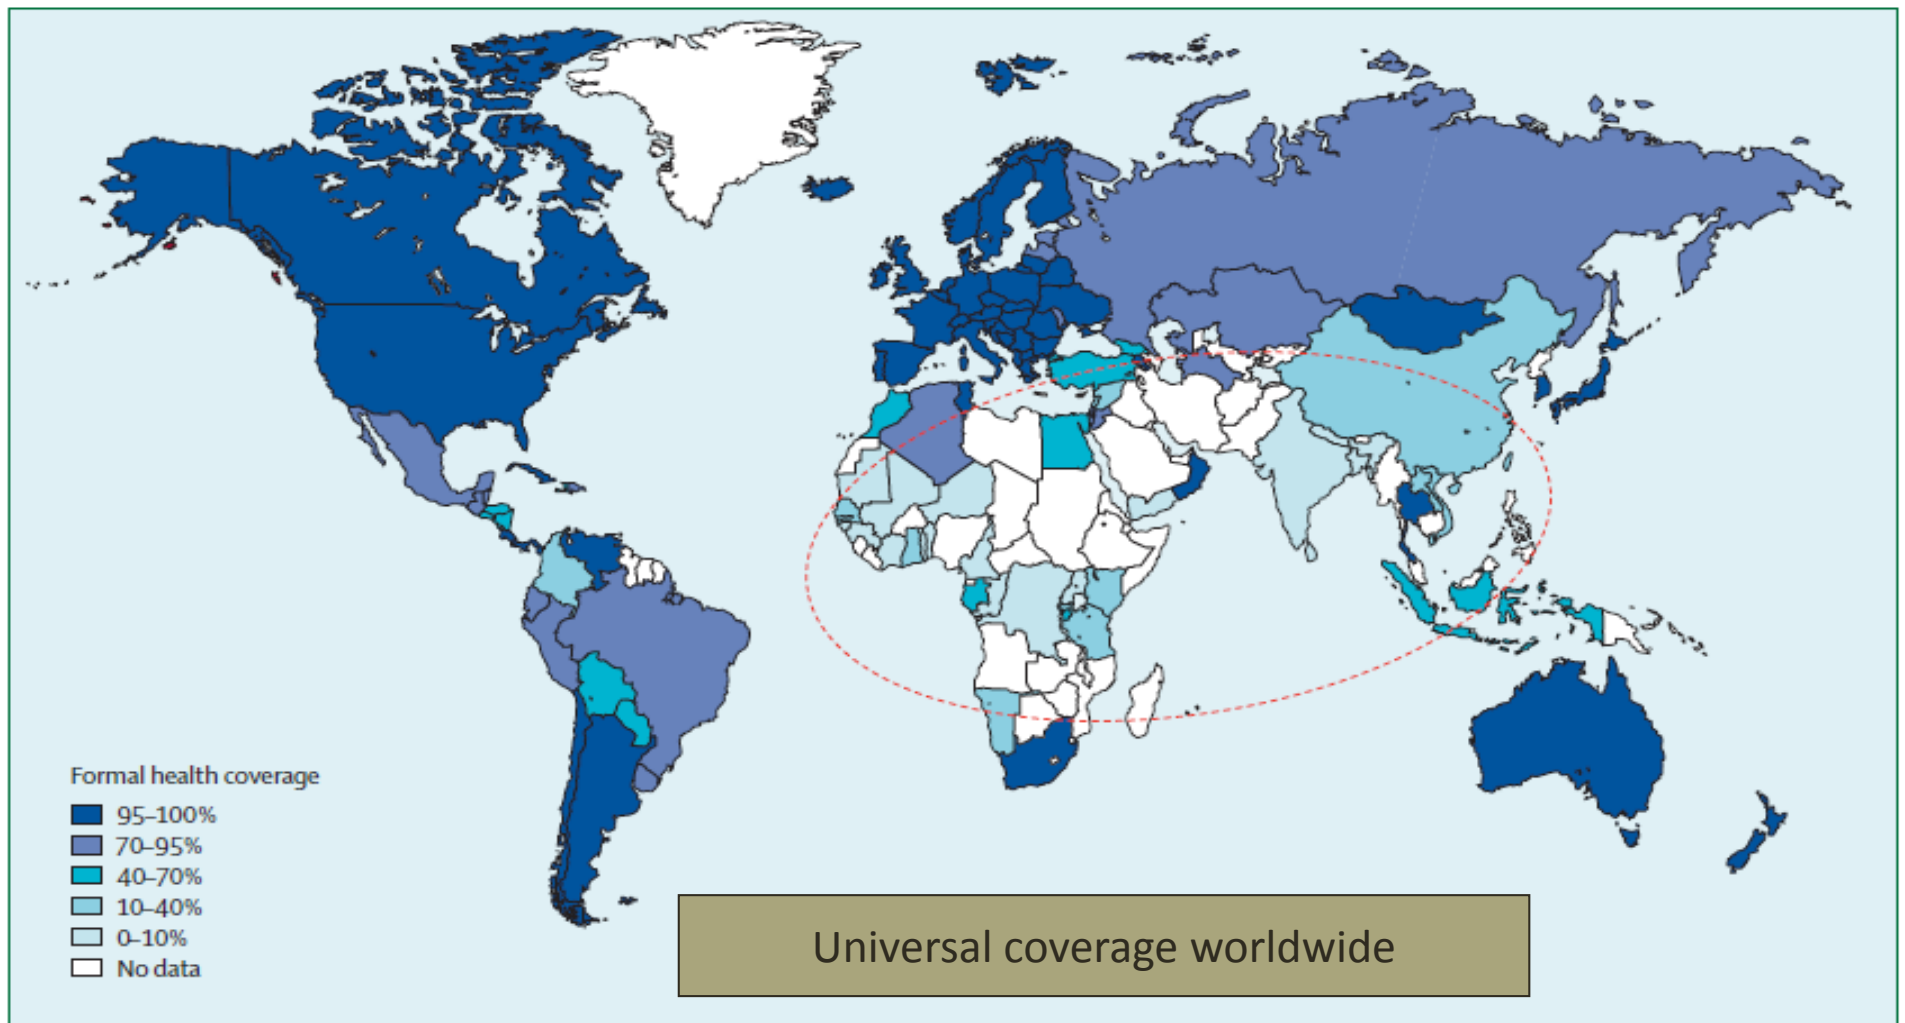 Formal health coverage
95–100%
70–95%
40–70%
10–40%
0–10%
No data
Universal coverage worldwide